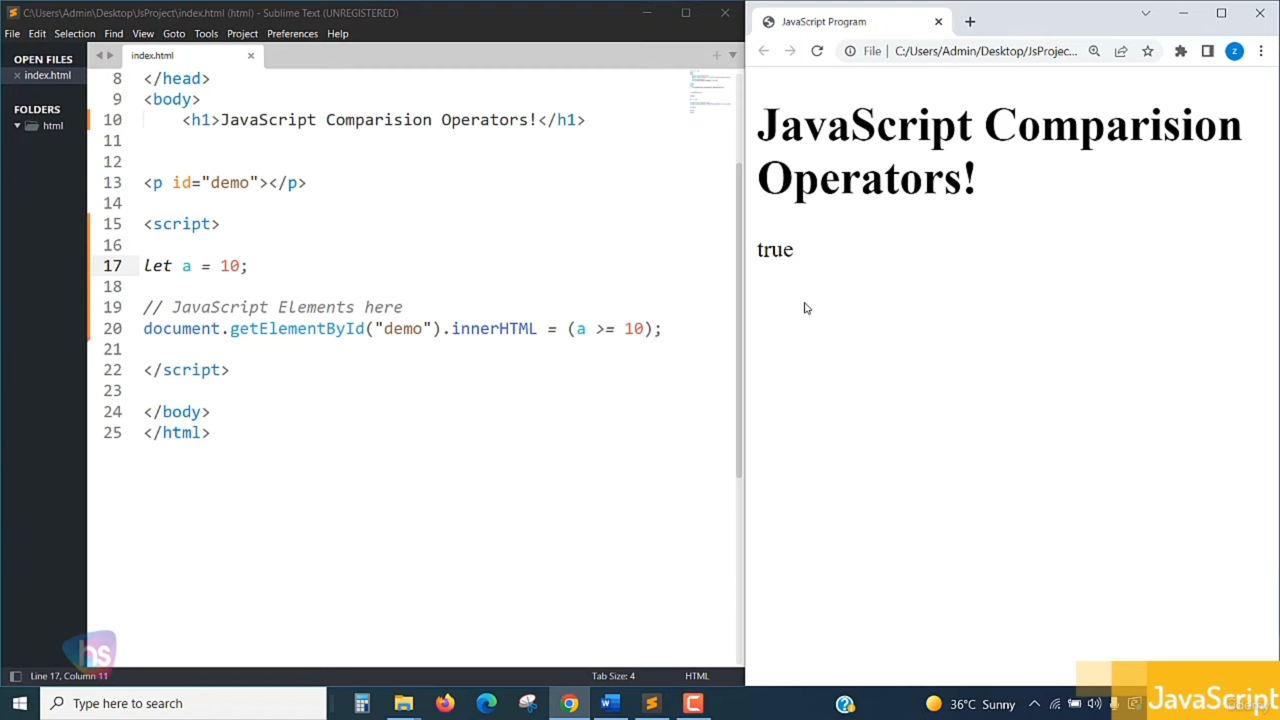 C:\Users\Admin\Desktop\JsProject\index.html (html) - Sublime Text (UNREGISTERED)
File Edit Selection Find View Goto Tools Project Preferences Help
OPEN FILES
index.html
FOLDERS
html
index.html
8 </head>
9 <body>
10 <h1>JavaScript Comparision Operators!</h1>
11
12
13 <p id="demo"></p>
14
15 <script>
16
17 let a = 10;
18
19 // JavaScript Elements here
20 document.getElementById("demo").innerHTML = (a >= 10);
21
22 </script>
23
24 </body>
25 </html>
Line 17, Column 11
Tab Size: 4
HTML
JavaScript Program
File
C:/Users/Admin/Desktop/JsProjec...
z
JavaScript Comparision
Operators!
true
hs
Type here to search
36°C Sunny
JavaScript